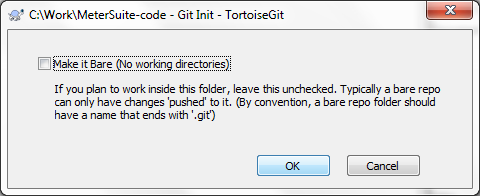 C:\Work\MeterSuite-code - Git Init - TortoiseGit
Make it Bare (No working directories)
If you plan to work inside this folder, leave this unchecked. Typically a bare repo
can only have changes 'pushed' to it. (By convention, a bare repo folder should
have a name that ends with '.git')
OK
Cancel